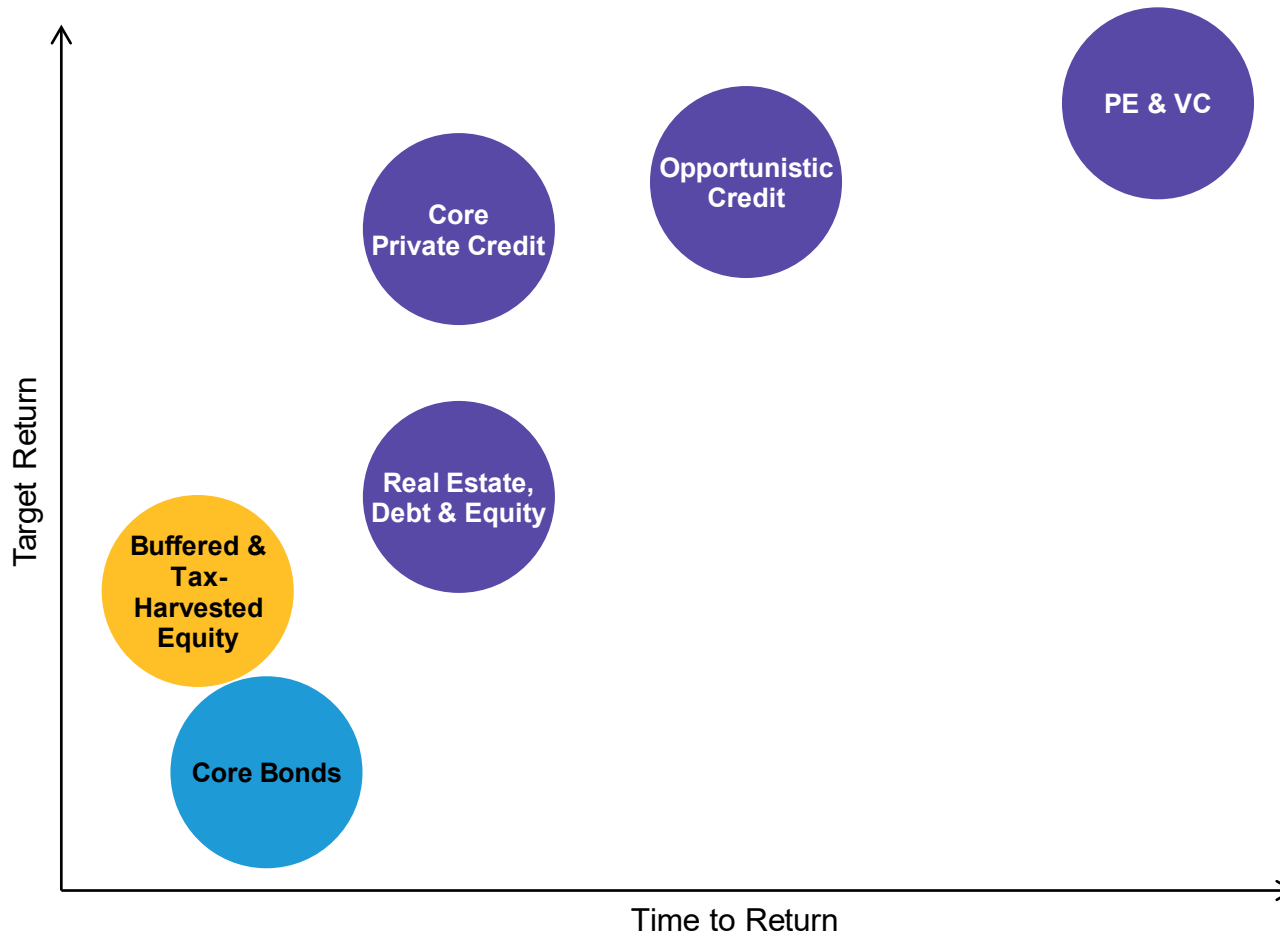 PE & VC
Opportunistic
Credit
Core
Private Credit
Real Estate,
Debt & Equity
Buffered &
Tax-
Harvested
Equity
Core Bonds
Target Return
Time to Return